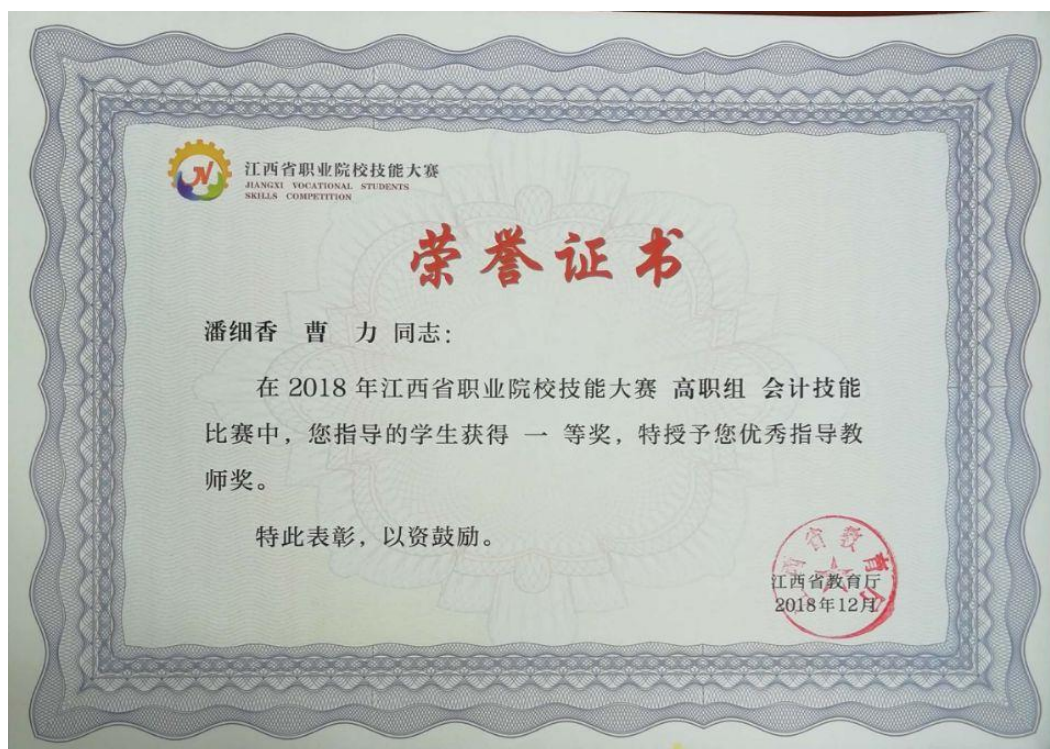 江西省职业院校技能大赛
JIANGXI VOCATIONAL STUDENTS
SKILLS COMPETITION
荣誉证书
潘细香 曹 力 同志：
在 2018 年江西省职业院校技能大赛 高职组 会计技能
比赛中，您指导的学生获得 一 等奖，特授予您优秀指导教
师奖。
特此表彰，以资鼓励。
江西省教育厅
2018年12月